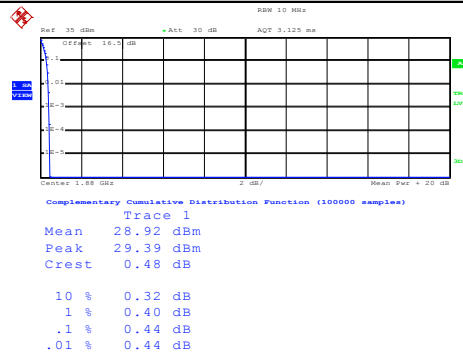 RBW 10 MHz
Ref 35 dBm Att 30 dB AQT 3.125 ms
Offset 16.5 dB
0.1
0.01
1E-3
1E-4
1E-5
A
1 SA
VIEW
TR
LV
3D
Center 1.88 GHz 2 dB/ Mean Pwr + 20 dB
Complementary Cumulative Distribution Function (100000 samples)
Trace 1
Mean 28.92 dBm
Peak 29.39 dBm
Crest 0.48 dB
10 % 0.32 dB
1 % 0.40 dB
.1 % 0.44 dB
.01 % 0.44 dB